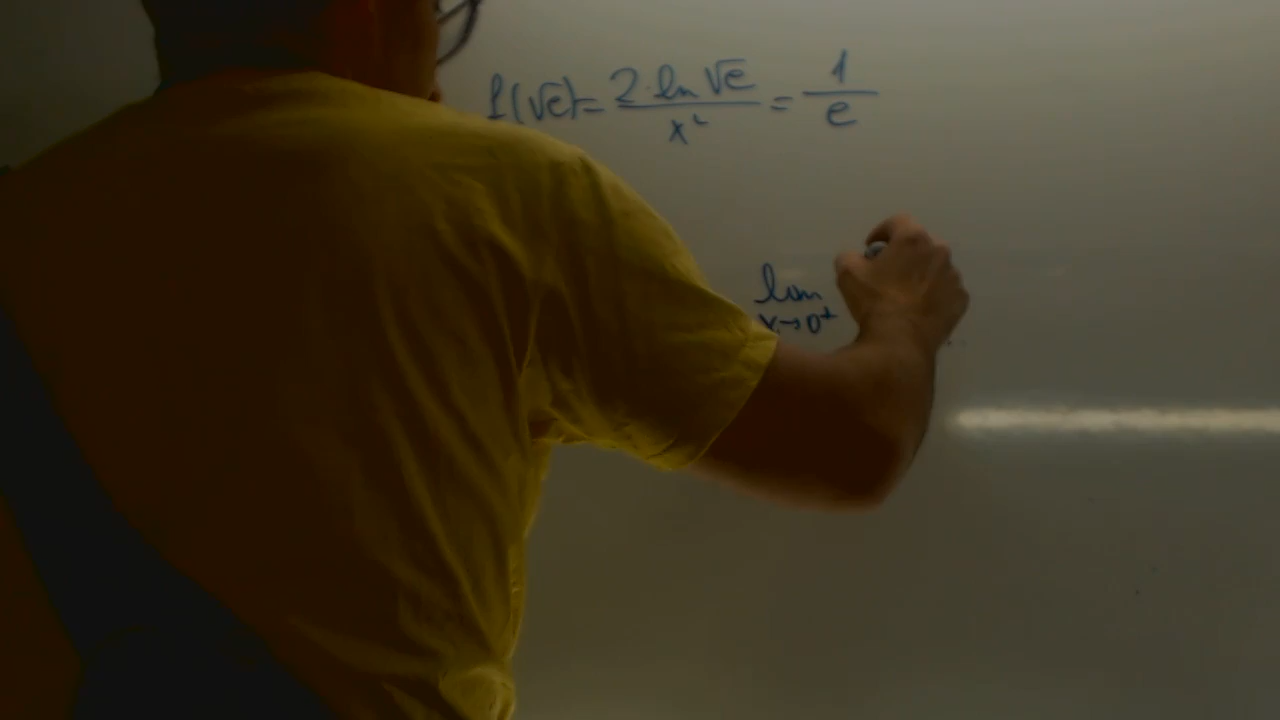 f(√e) = 2·ln √e / x² = 1 / e
lim x→0⁺